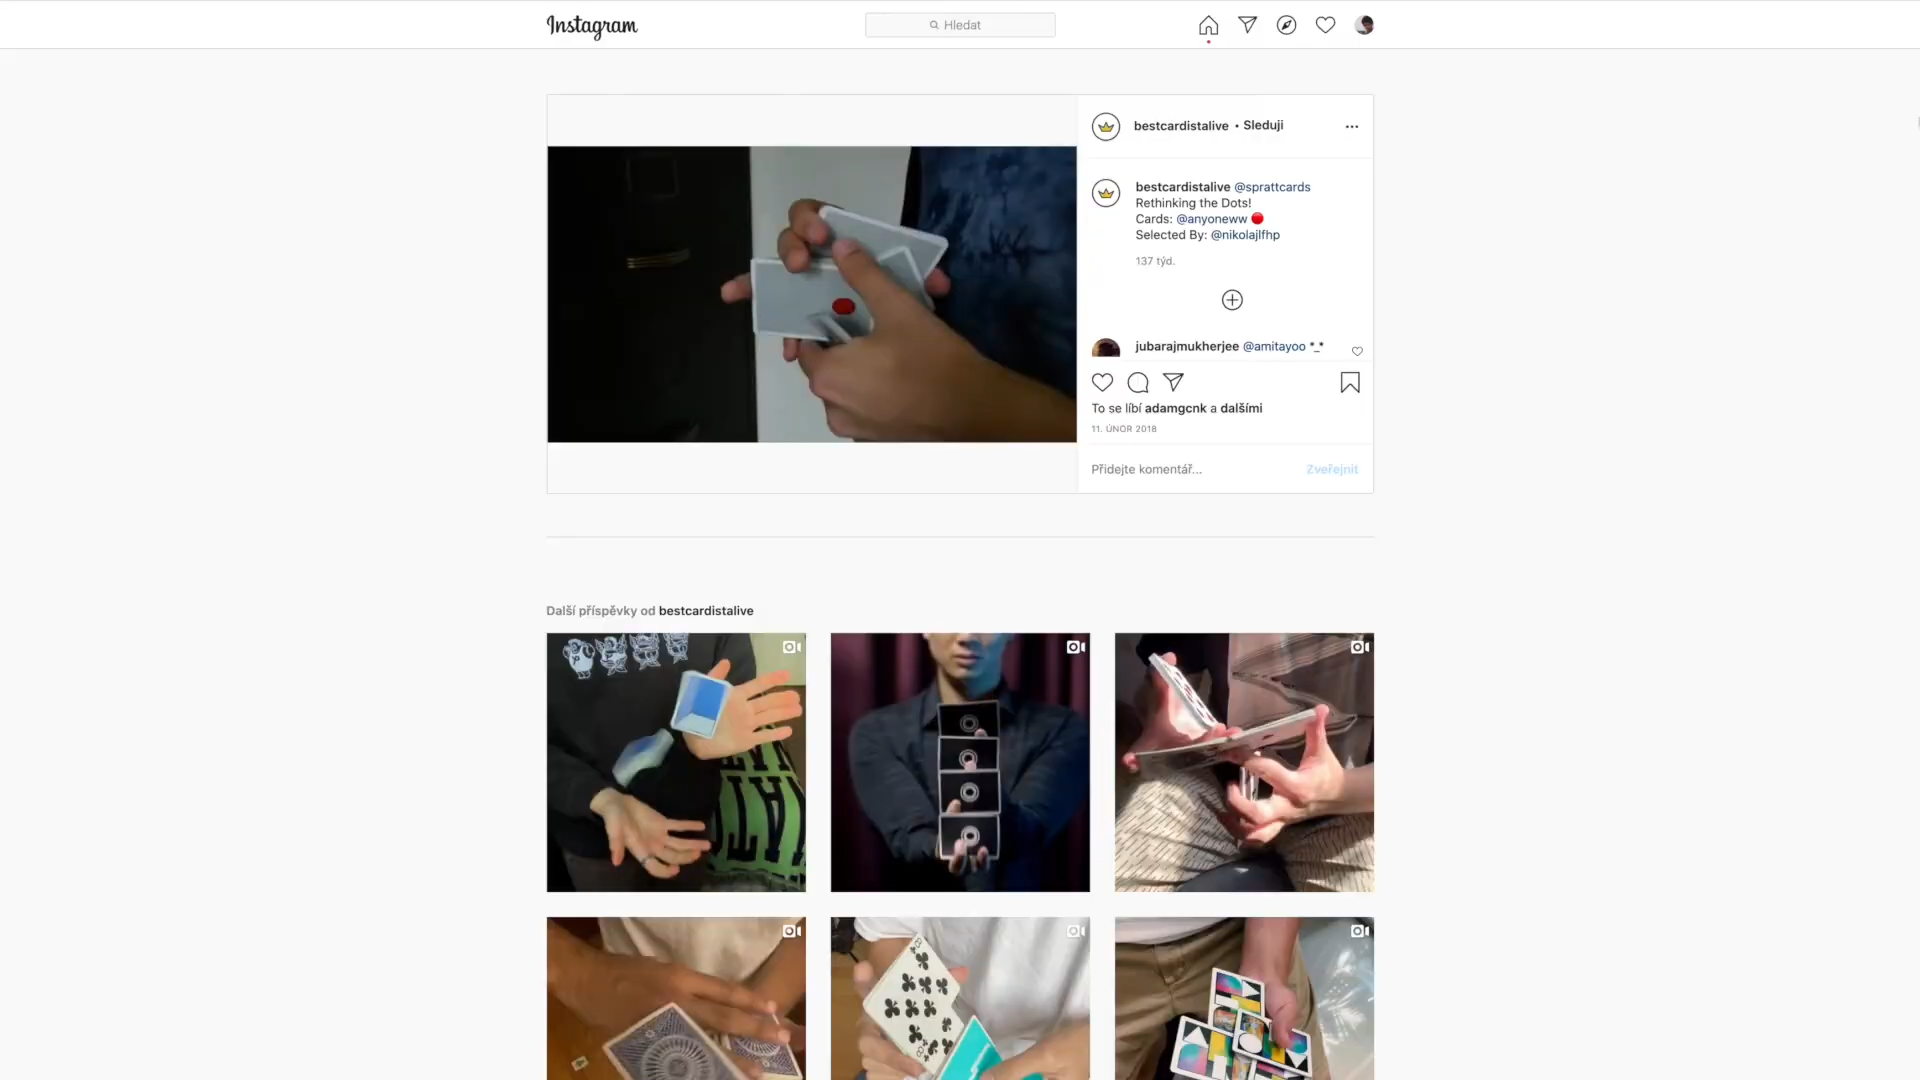 Instagram
Hledat
bestcardistalive • Sleduji
bestcardistalive @sprattcards
Rethinking the Dots!
Cards: @anyoneww 🔴
Selected By: @nikolajlfhp
137 týd.
jubarajmukherjee @amitayoo *_*
To se líbí adamgcnk a dalšími
11. ÚNOR 2018
Přidejte komentář...
Zveřejnit
Další příspěvky od bestcardistalive